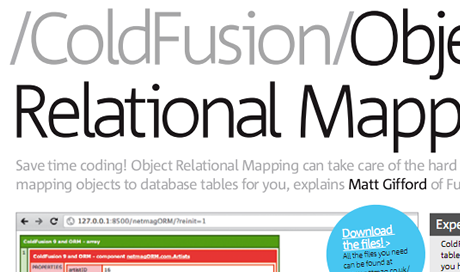 /ColdFusion/Obje
Relational Mapp
Save time coding! Object Relational Mapping can take care of the hard
mapping objects to database tables for you, explains Matt Gifford of Fu
127.0.0.1:8500/netmagORM/?reinit=1
Download
the files! >
All the files you need
can be found at
ColdFusion 9 and ORM - array
ColdFusion 9 and ORM - component netmagORM.com.Artists
PROPERTIES
ARTISTID
16
Expe
ColdF
table
you h